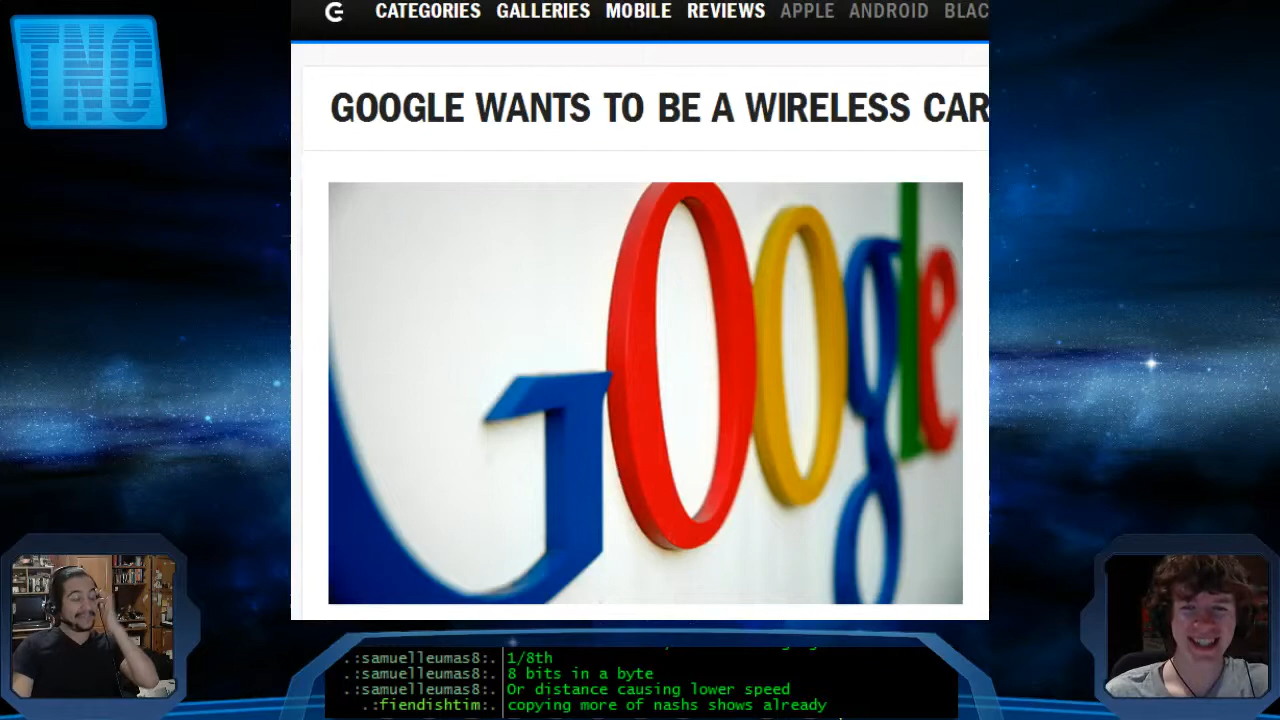 TNC
CATEGORIES GALLERIES MOBILE REVIEWS APPLE ANDROID BLAC
GOOGLE WANTS TO BE A WIRELESS CAR
Google
.:samuelleumas8:. 1/8th
.:samuelleumas8:. 8 bits in a byte
.:samuelleumas8:. Or distance causing lower speed
.:fiendishtim:. copying more of nashs shows already